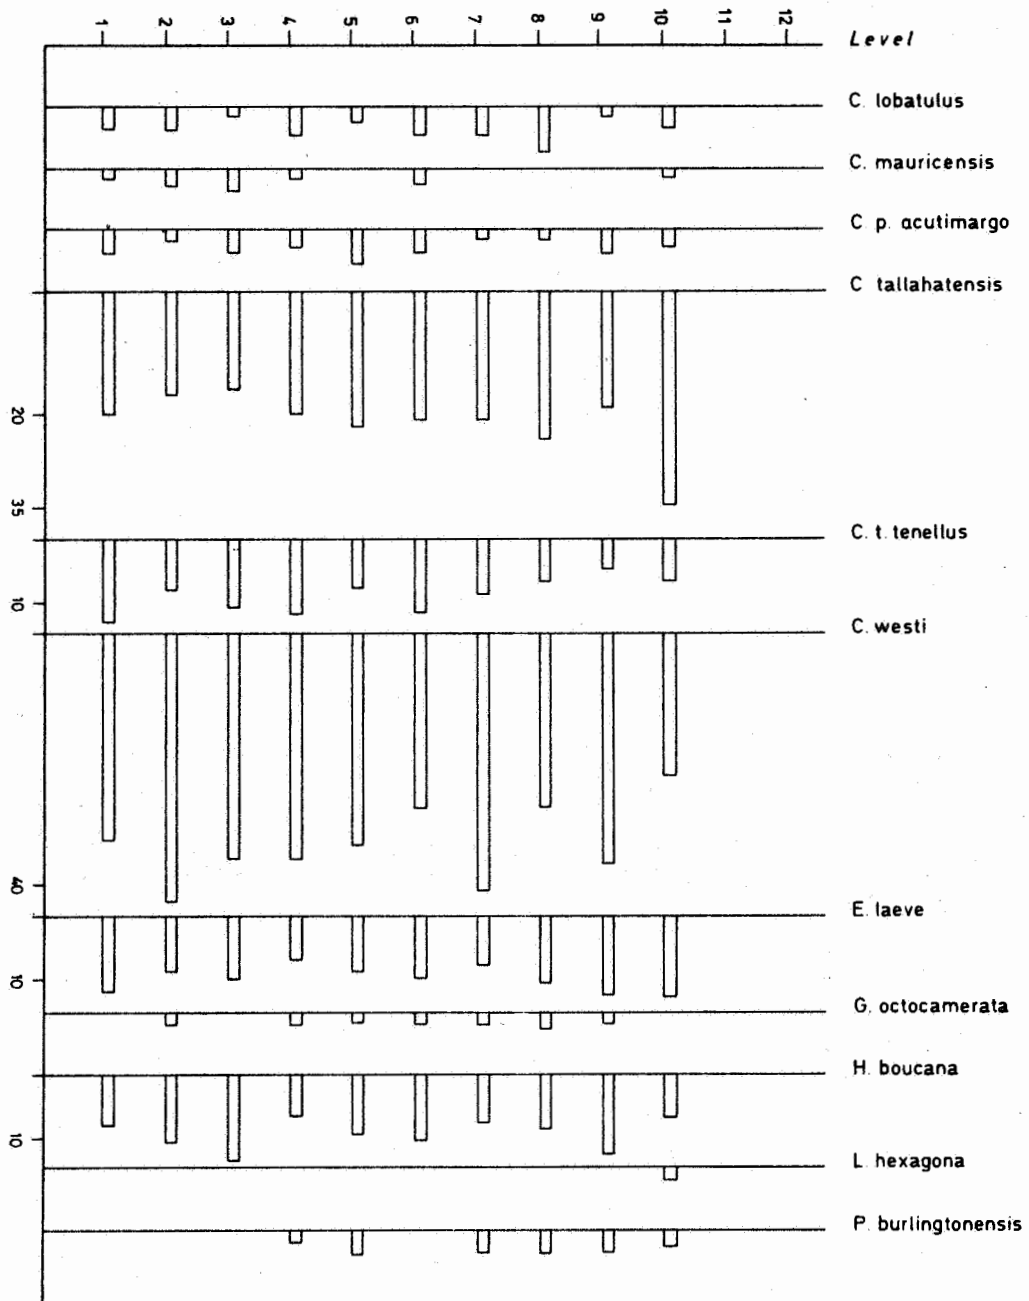 1 2 3 4 5 6 7 8 9 10 11 12
Level
C. lobatulus
C. mauricensis
C. p. acutimargo
C tallahatensis
20
35
C. t. tenellus
10
C. westi
40
E. laeve
10
G. octocamerata
H. boucana
10
L. hexagona
P. burlingtonensis